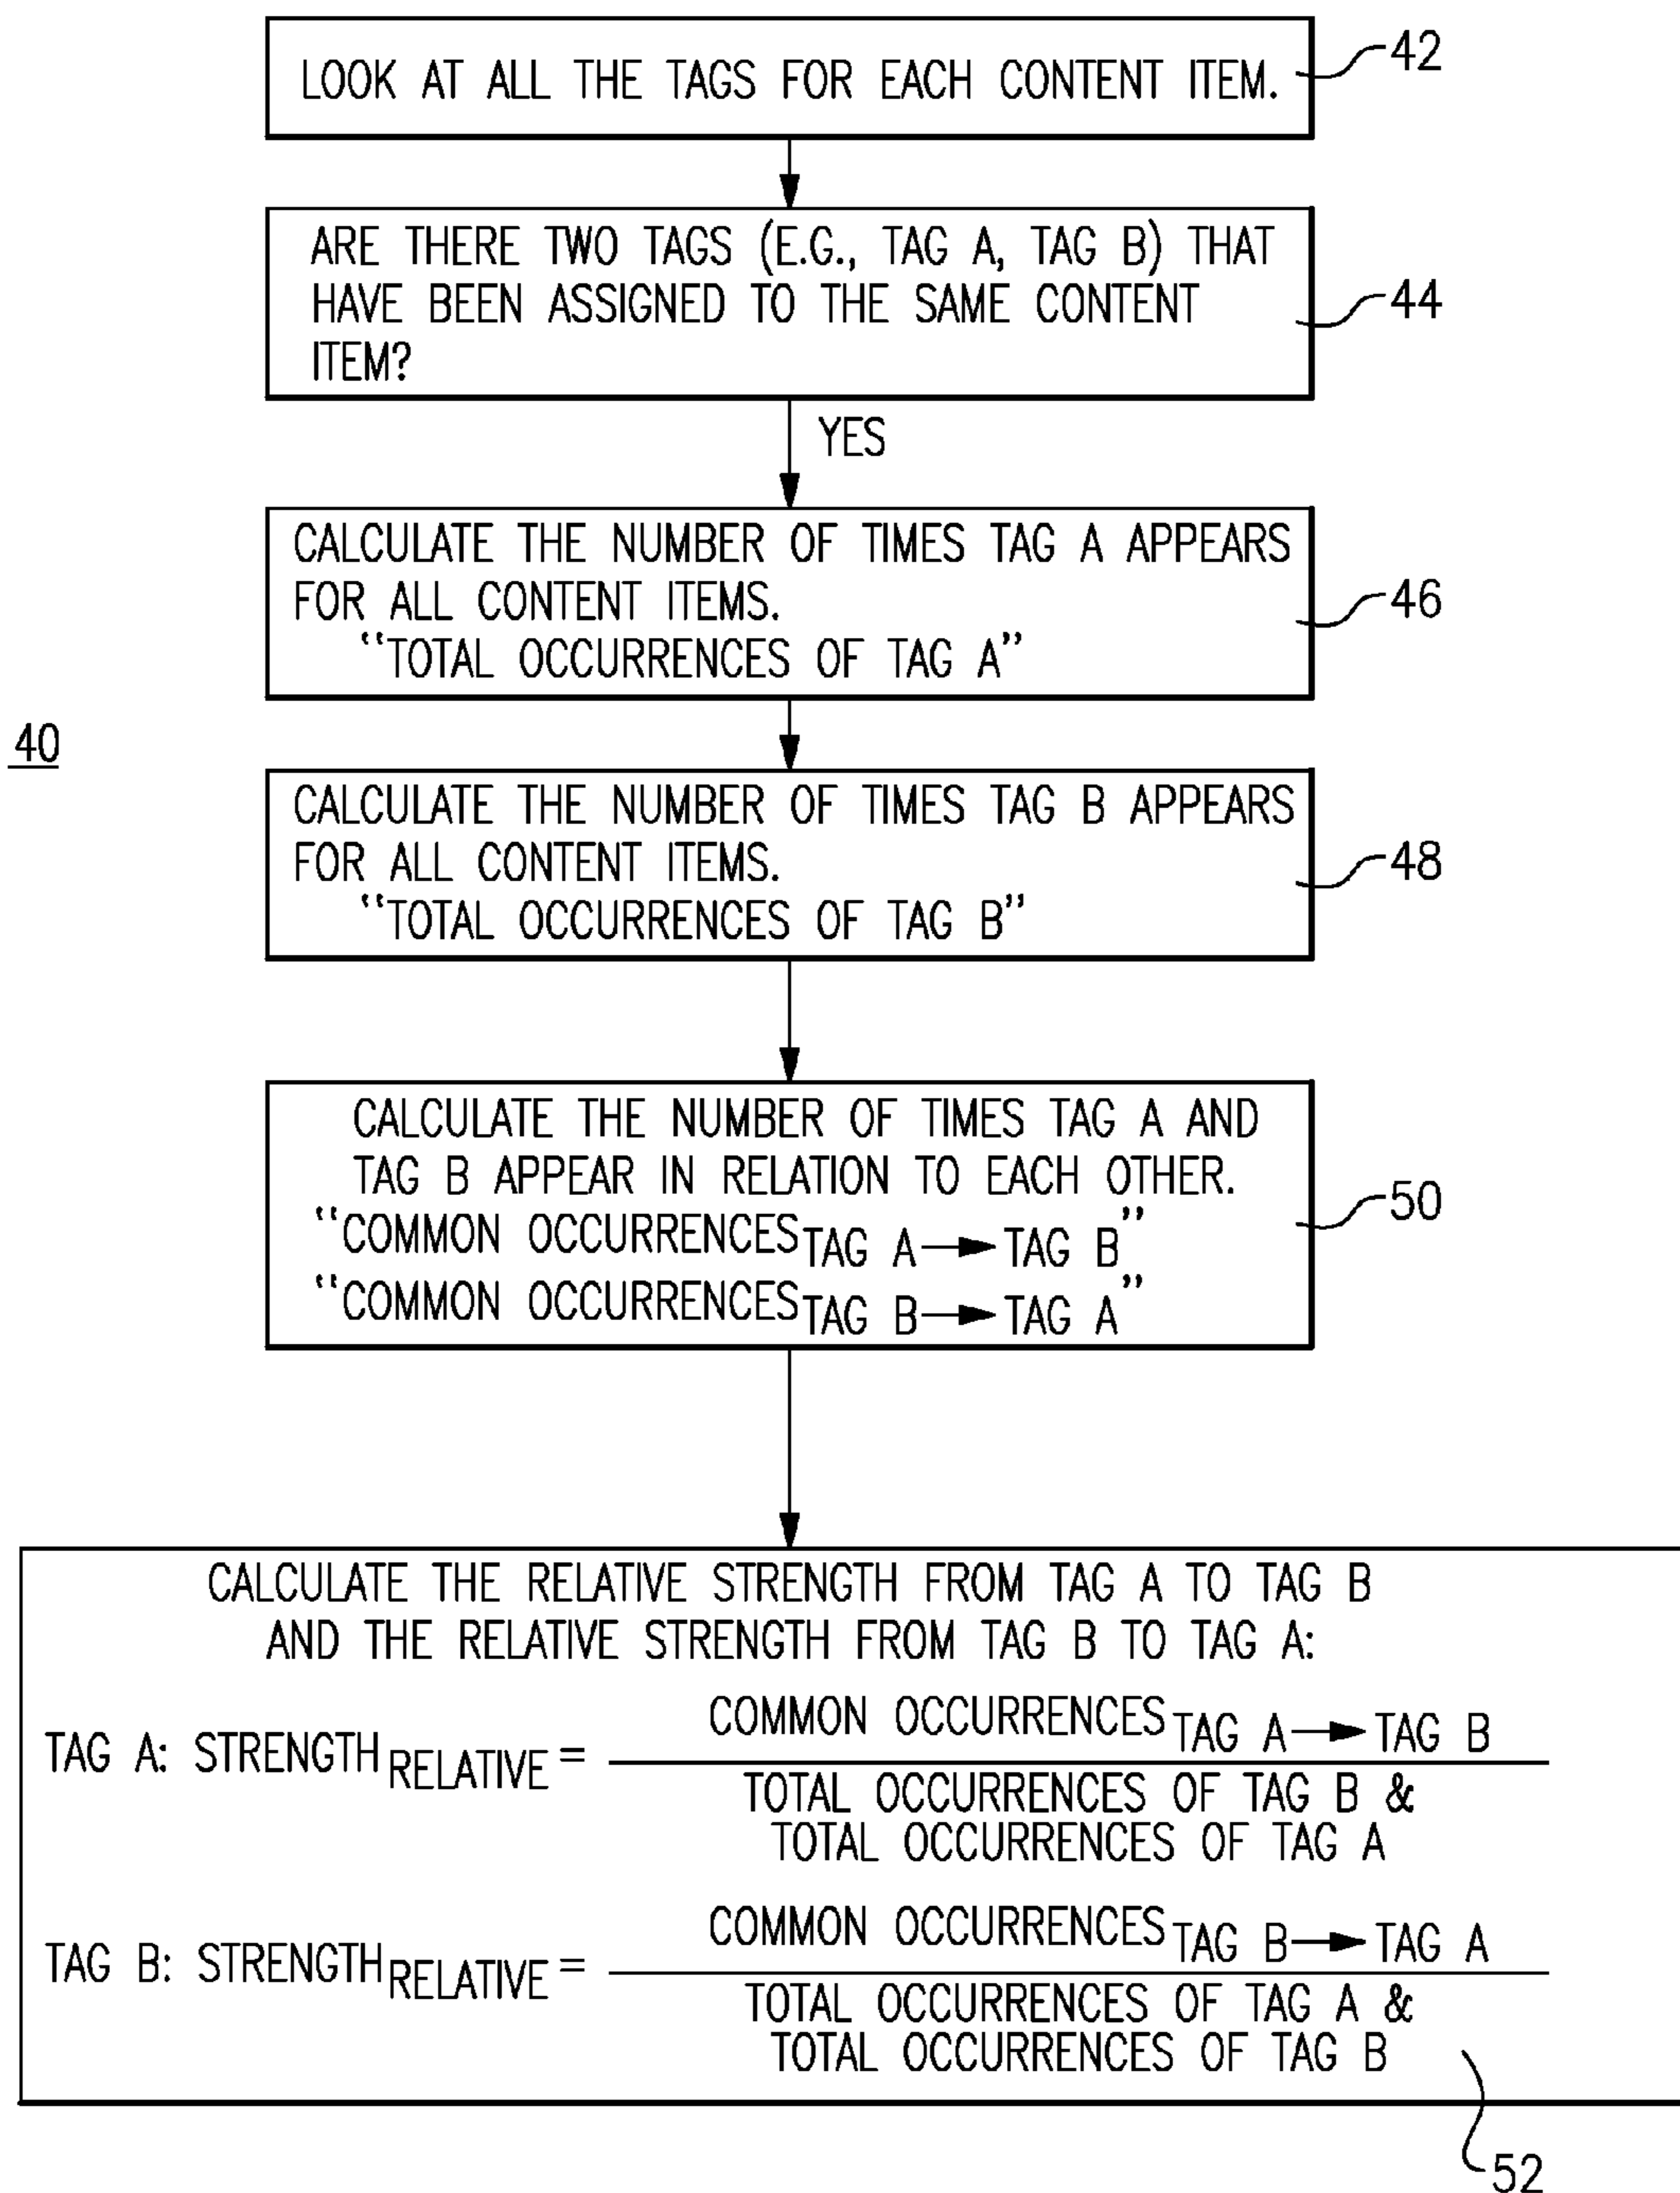 LOOK AT ALL THE TAGS FOR EACH CONTENT ITEM.
42
ARE THERE TWO TAGS (E.G., TAG A, TAG B) THAT
HAVE BEEN ASSIGNED TO THE SAME CONTENT
ITEM?
44
YES
CALCULATE THE NUMBER OF TIMES TAG A APPEARS
FOR ALL CONTENT ITEMS.
“TOTAL OCCURRENCES OF TAG A”
46
40
CALCULATE THE NUMBER OF TIMES TAG B APPEARS
FOR ALL CONTENT ITEMS.
“TOTAL OCCURRENCES OF TAG B”
48
CALCULATE THE NUMBER OF TIMES TAG A AND
TAG B APPEAR IN RELATION TO EACH OTHER.
“COMMON OCCURRENCES TAG A → TAG B”
“COMMON OCCURRENCES TAG B → TAG A”
50
CALCULATE THE RELATIVE STRENGTH FROM TAG A TO TAG B
AND THE RELATIVE STRENGTH FROM TAG B TO TAG A:
COMMON OCCURRENCES TAG A → TAG B
TAG A: STRENGTH RELATIVE =
TOTAL OCCURRENCES OF TAG B &
TOTAL OCCURRENCES OF TAG A
COMMON OCCURRENCES TAG B → TAG A
TAG B: STRENGTH RELATIVE =
TOTAL OCCURRENCES OF TAG A &
TOTAL OCCURRENCES OF TAG B
52